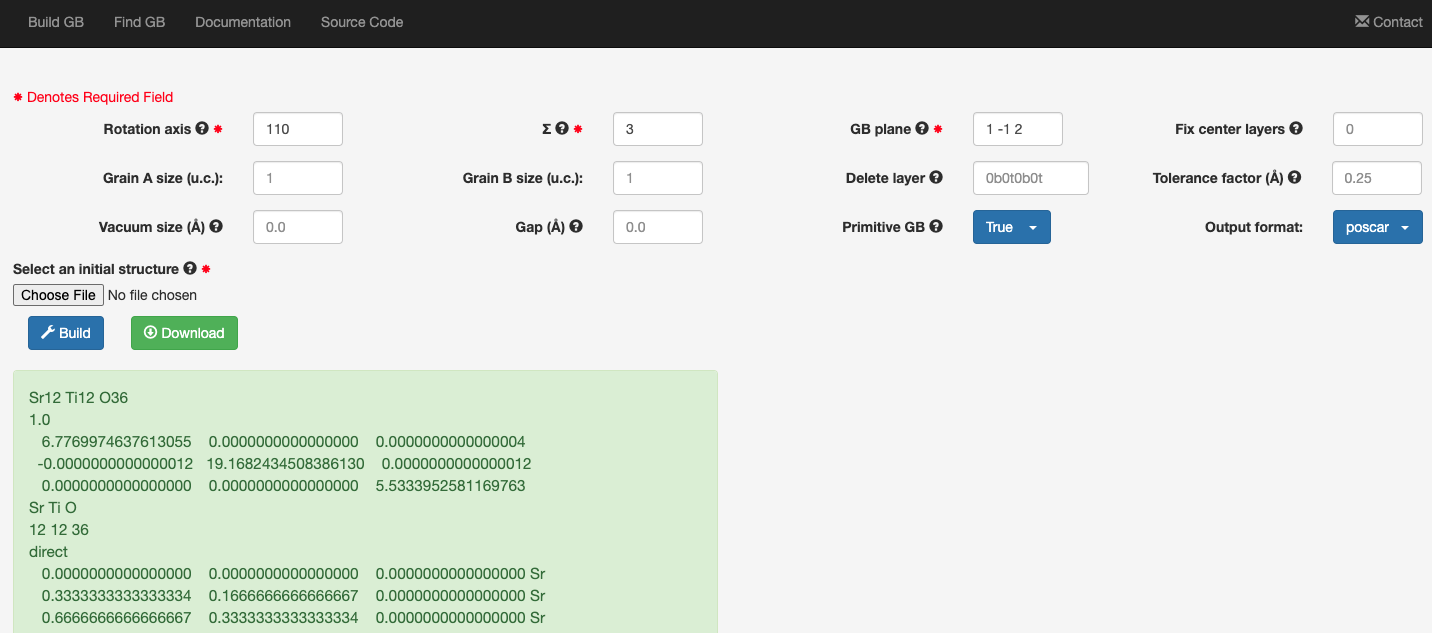 Build GB Find GB Documentation Source Code Contact
* Denotes Required Field
Rotation axis ? * 110 Σ ? * 3 GB plane ? * 1 -1 2 Fix center layers ? 0
Grain A size (u.c.): 1 Grain B size (u.c.): 1 Delete layer ? 0b0t0b0t Tolerance factor (Å) ? 0.25
Vacuum size (Å) ? 0.0 Gap (Å) ? 0.0 Primitive GB ? True Output format: poscar
Select an initial structure ? *
Choose File No file chosen
Build Download
Sr12 Ti12 O36
1.0
6.7769974637613055 0.0000000000000000 0.0000000000000004
-0.0000000000000012 19.1682434508386130 0.0000000000000012
0.0000000000000000 0.0000000000000000 5.5333952581169763
Sr Ti O
12 12 36
direct
0.0000000000000000 0.0000000000000000 0.0000000000000000 Sr
0.3333333333333334 0.1666666666666667 0.0000000000000000 Sr
0.6666666666666667 0.3333333333333334 0.0000000000000000 Sr